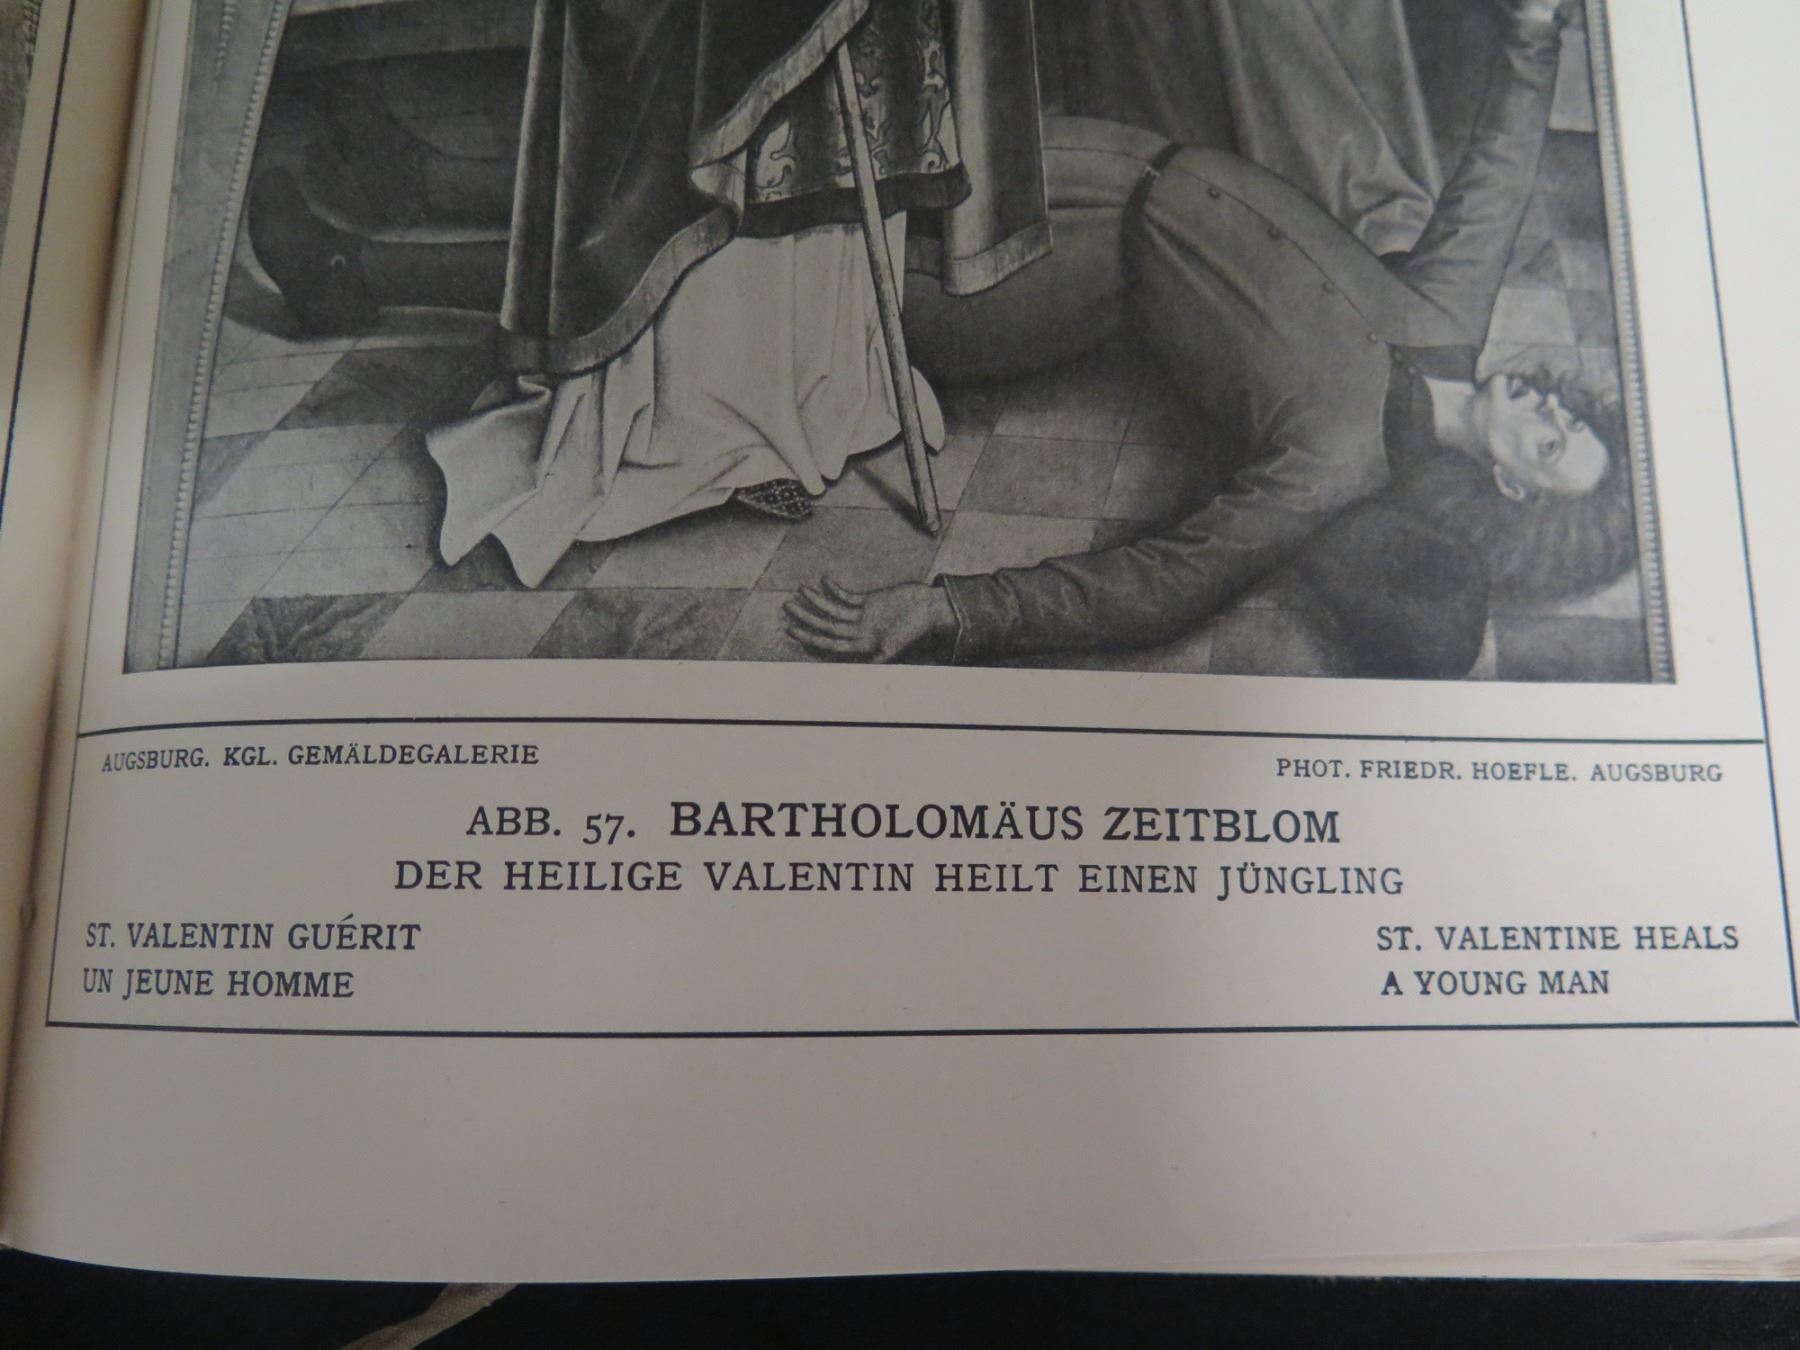 AUGSBURG. KGL. GEMÄLDEGALERIE
PHOT. FRIEDR. HOEFLE. AUGSBURG
ABB. 57. BARTHOLOMÄUS ZEITBLOM
DER HEILIGE VALENTIN HEILT EINEN JÜNGLING
ST. VALENTIN GUÉRIT
UN JEUNE HOMME
ST. VALENTINE HEALS
A YOUNG MAN